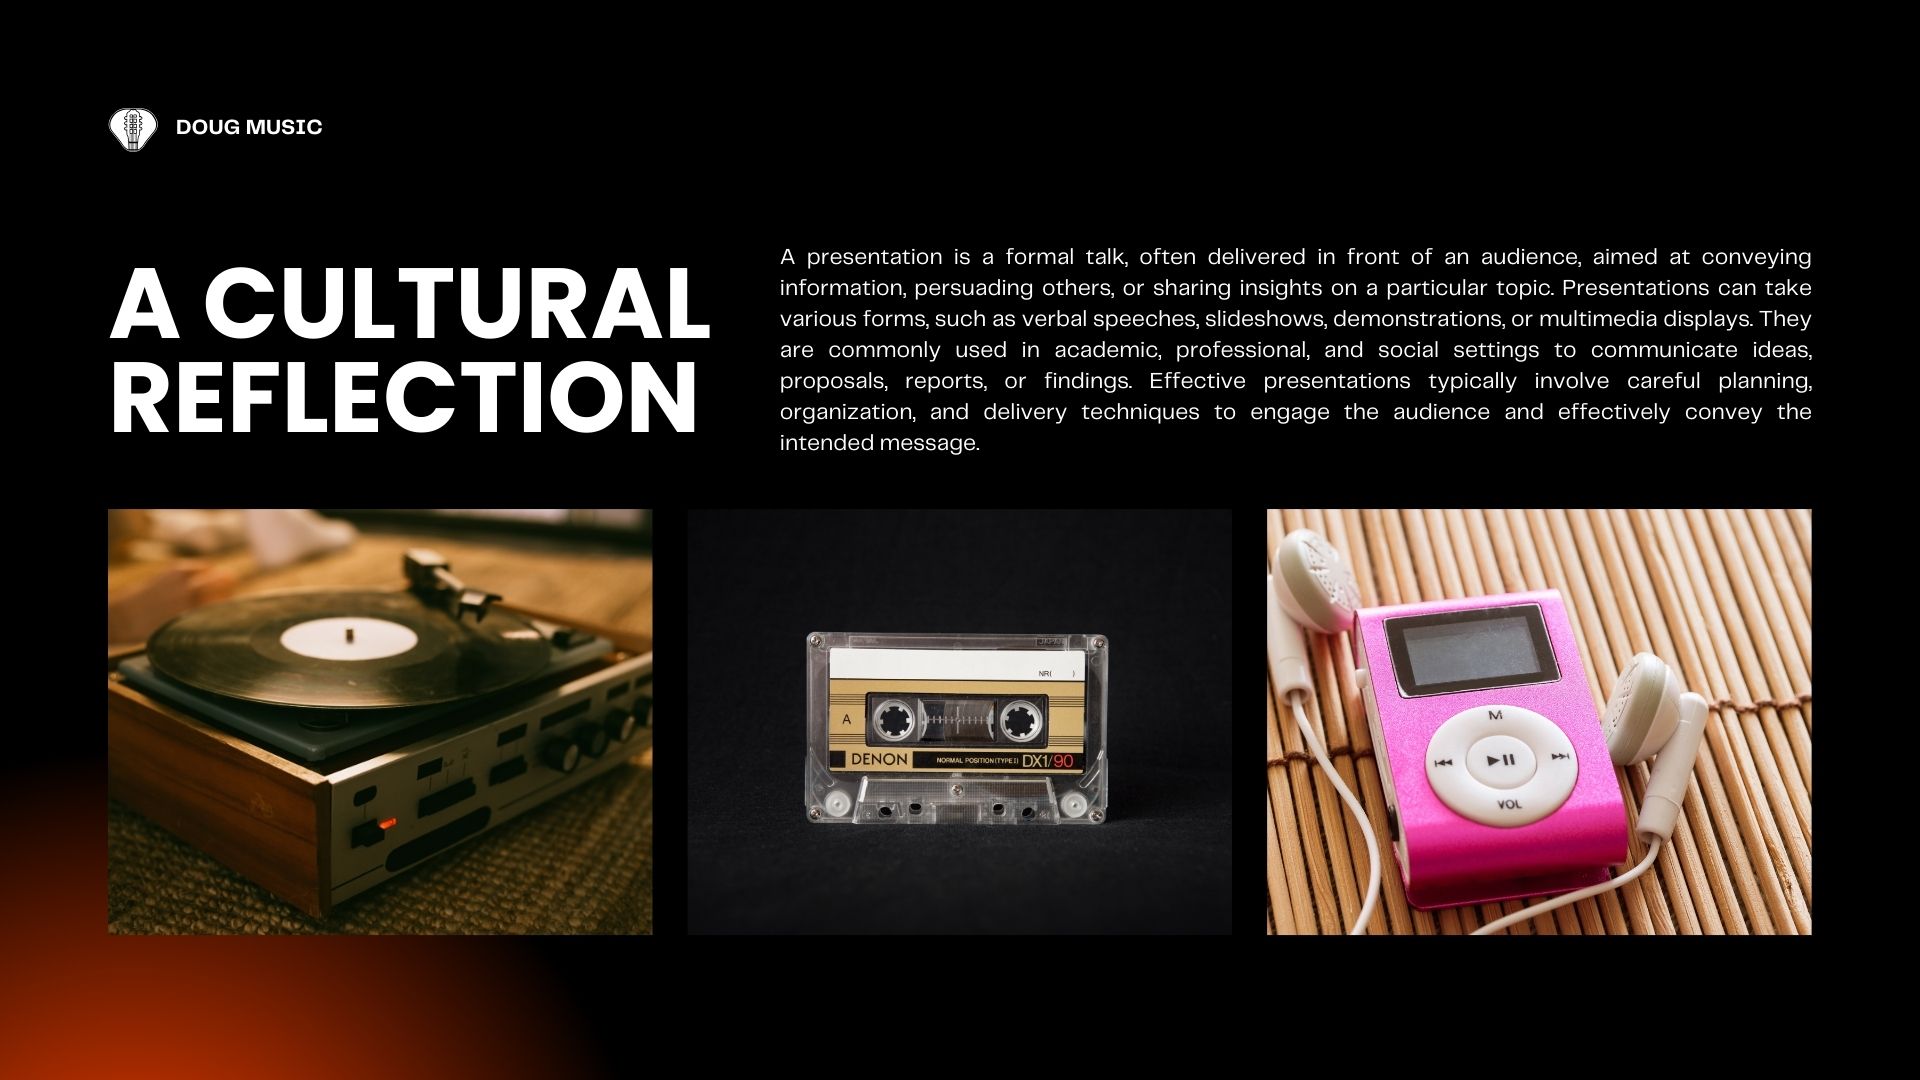 DOUG MUSIC
A CULTURAL
REFLECTION
A presentation is a formal talk, often delivered in front of an audience, aimed at conveying
information, persuading others, or sharing insights on a particular topic. Presentations can take
various forms, such as verbal speeches, slideshows, demonstrations, or multimedia displays. They
are commonly used in academic, professional, and social settings to communicate ideas,
proposals, reports, or findings. Effective presentations typically involve careful planning,
organization, and delivery techniques to engage the audience and effectively convey the
intended message.
JAPAN
NR( )
A
DENON NORMAL POSITION (TYPE I) DX1/90
M
VOL